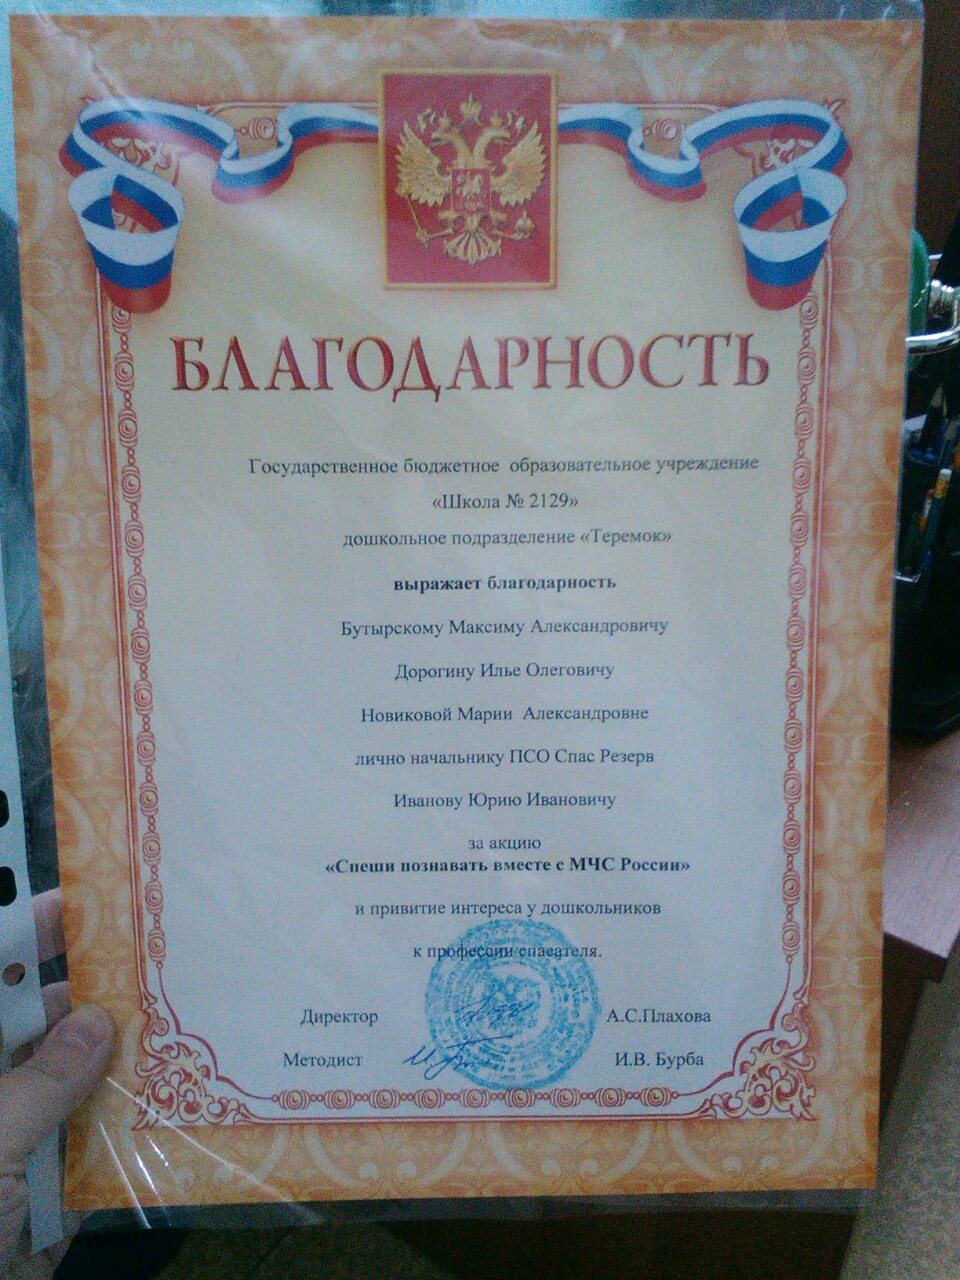 БЛАГОДАРНОСТЬ
Государственное бюджетное образовательное учреждение
«Школа № 2129»
дошкольное подразделение «Теремок»
выражает благодарность
Бутырскому Максиму Александровичу
Дорогину Илье Олеговичу
Новиковой Марии Александровне
лично начальнику ПСО Спас Резерв
Иванову Юрию Ивановичу
за акцию
«Спеши познавать вместе с МЧС России»
и привитие интереса у дошкольников
к профессии спасателя.
Директор А.С.Плахова
Методист И.В. Бурба